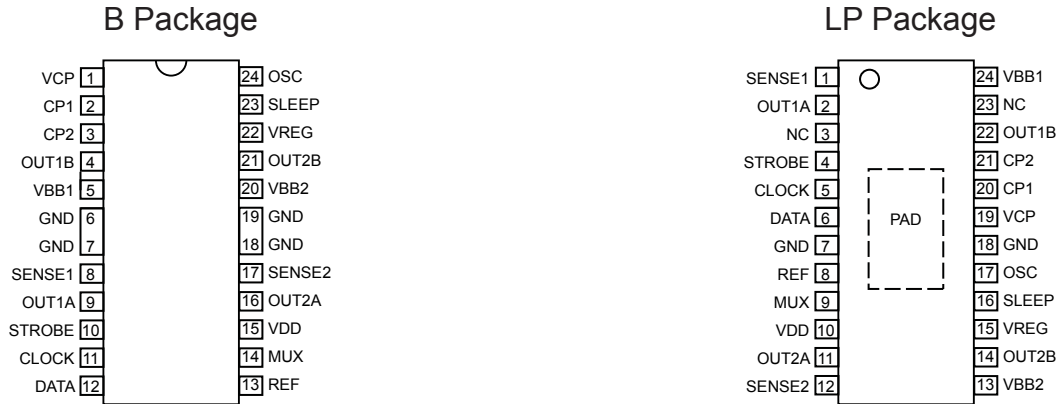 B Package
VCP 1
CP1 2
CP2 3
OUT1B 4
VBB1 5
GND 6
GND 7
SENSE1 8
OUT1A 9
STROBE 10
CLOCK 11
DATA 12
24 OSC
23 SLEEP
22 VREG
21 OUT2B
20 VBB2
19 GND
18 GND
17 SENSE2
16 OUT2A
15 VDD
14 MUX
13 REF
LP Package
SENSE1 1
OUT1A 2
NC 3
STROBE 4
CLOCK 5
DATA 6
GND 7
REF 8
MUX 9
VDD 10
OUT2A 11
SENSE2 12
PAD
24 VBB1
23 NC
22 OUT1B
21 CP2
20 CP1
19 VCP
18 GND
17 OSC
16 SLEEP
15 VREG
14 OUT2B
13 VBB2